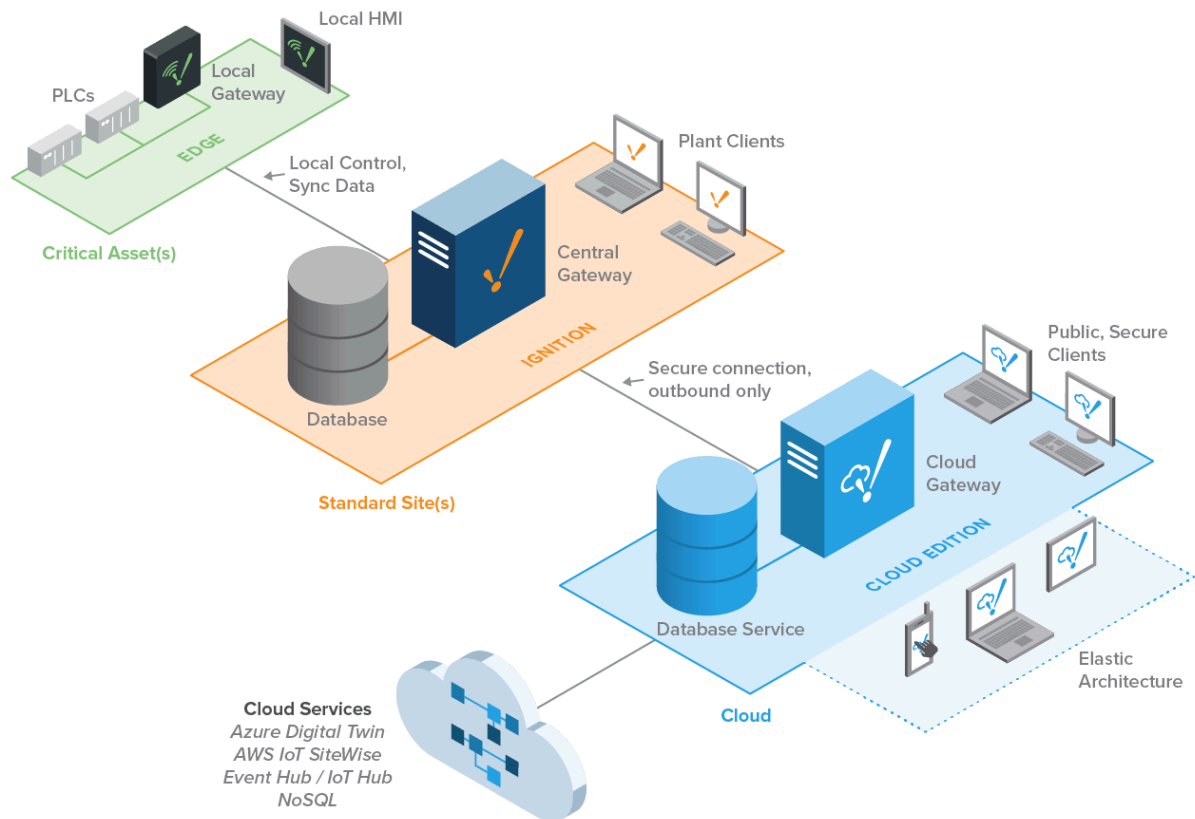 Local HMI
Local
Gateway
PLCs
EDGE
Critical Asset(s)
Local Control,
Sync Data
Plant Clients
Central
Gateway
Database
IGNITION
Standard Site(s)
Secure connection,
outbound only
Public, Secure
Clients
Cloud
Gateway
CLOUD EDITION
Database Service
Cloud
Elastic
Architecture
Cloud Services
Azure Digital Twin
AWS IoT SiteWise
Event Hub / IoT Hub
NoSQL